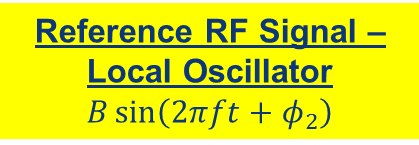 Reference RF Signal –
Local Oscillator
B sin(2πft + ϕ₂)